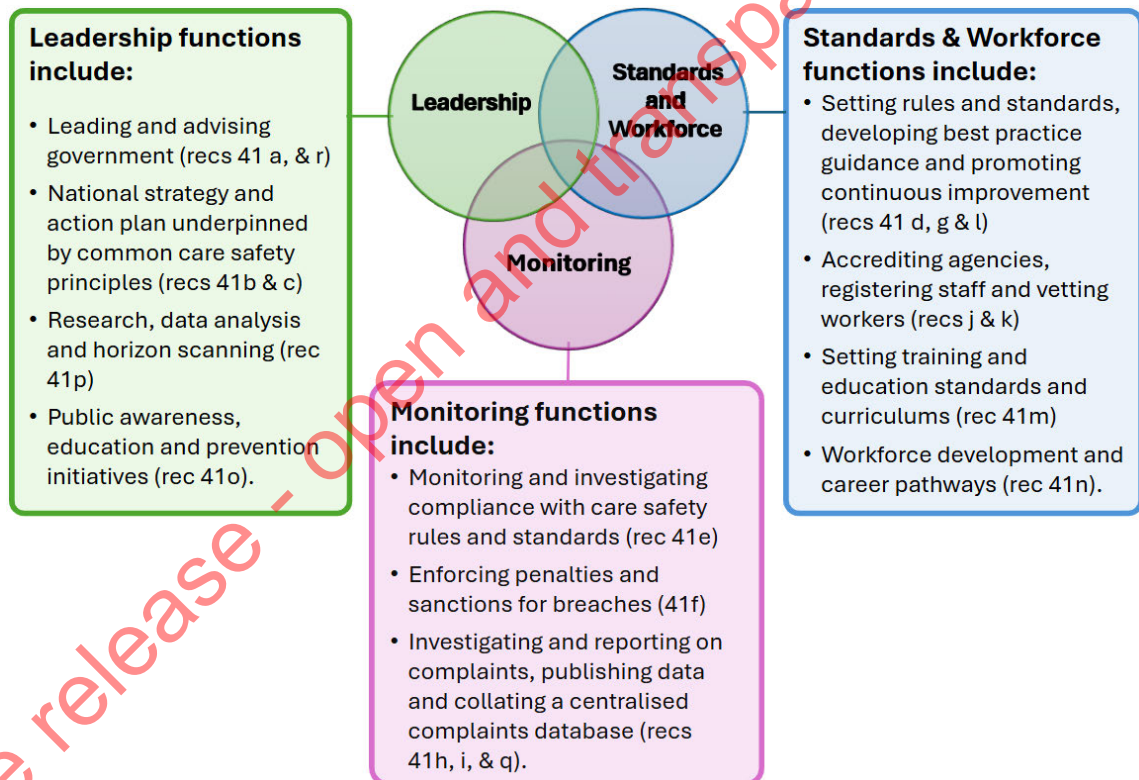 Leadership functions
include:
• Leading and advising
government (recs 41 a, & r)
• National strategy and
action plan underpinned
by common care safety
principles (recs 41b & c)
• Research, data analysis
and horizon scanning (rec
41p)
• Public awareness,
education and prevention
initiatives (rec 41o).
Leadership
Standards
and
Workforce
Monitoring
Standards & Workforce
functions include:
• Setting rules and standards,
developing best practice
guidance and promoting
continuous improvement
(recs 41 d, g & l)
• Accrediting agencies,
registering staff and vetting
workers (recs j & k)
• Setting training and
education standards and
curriculums (rec 41m)
• Workforce development and
career pathways (rec 41n).
Monitoring functions
include:
• Monitoring and investigating
compliance with care safety
rules and standards (rec 41e)
• Enforcing penalties and
sanctions for breaches (41f)
• Investigating and reporting on
complaints, publishing data
and collating a centralised
complaints database (recs
41h, i, & q).
release - open and